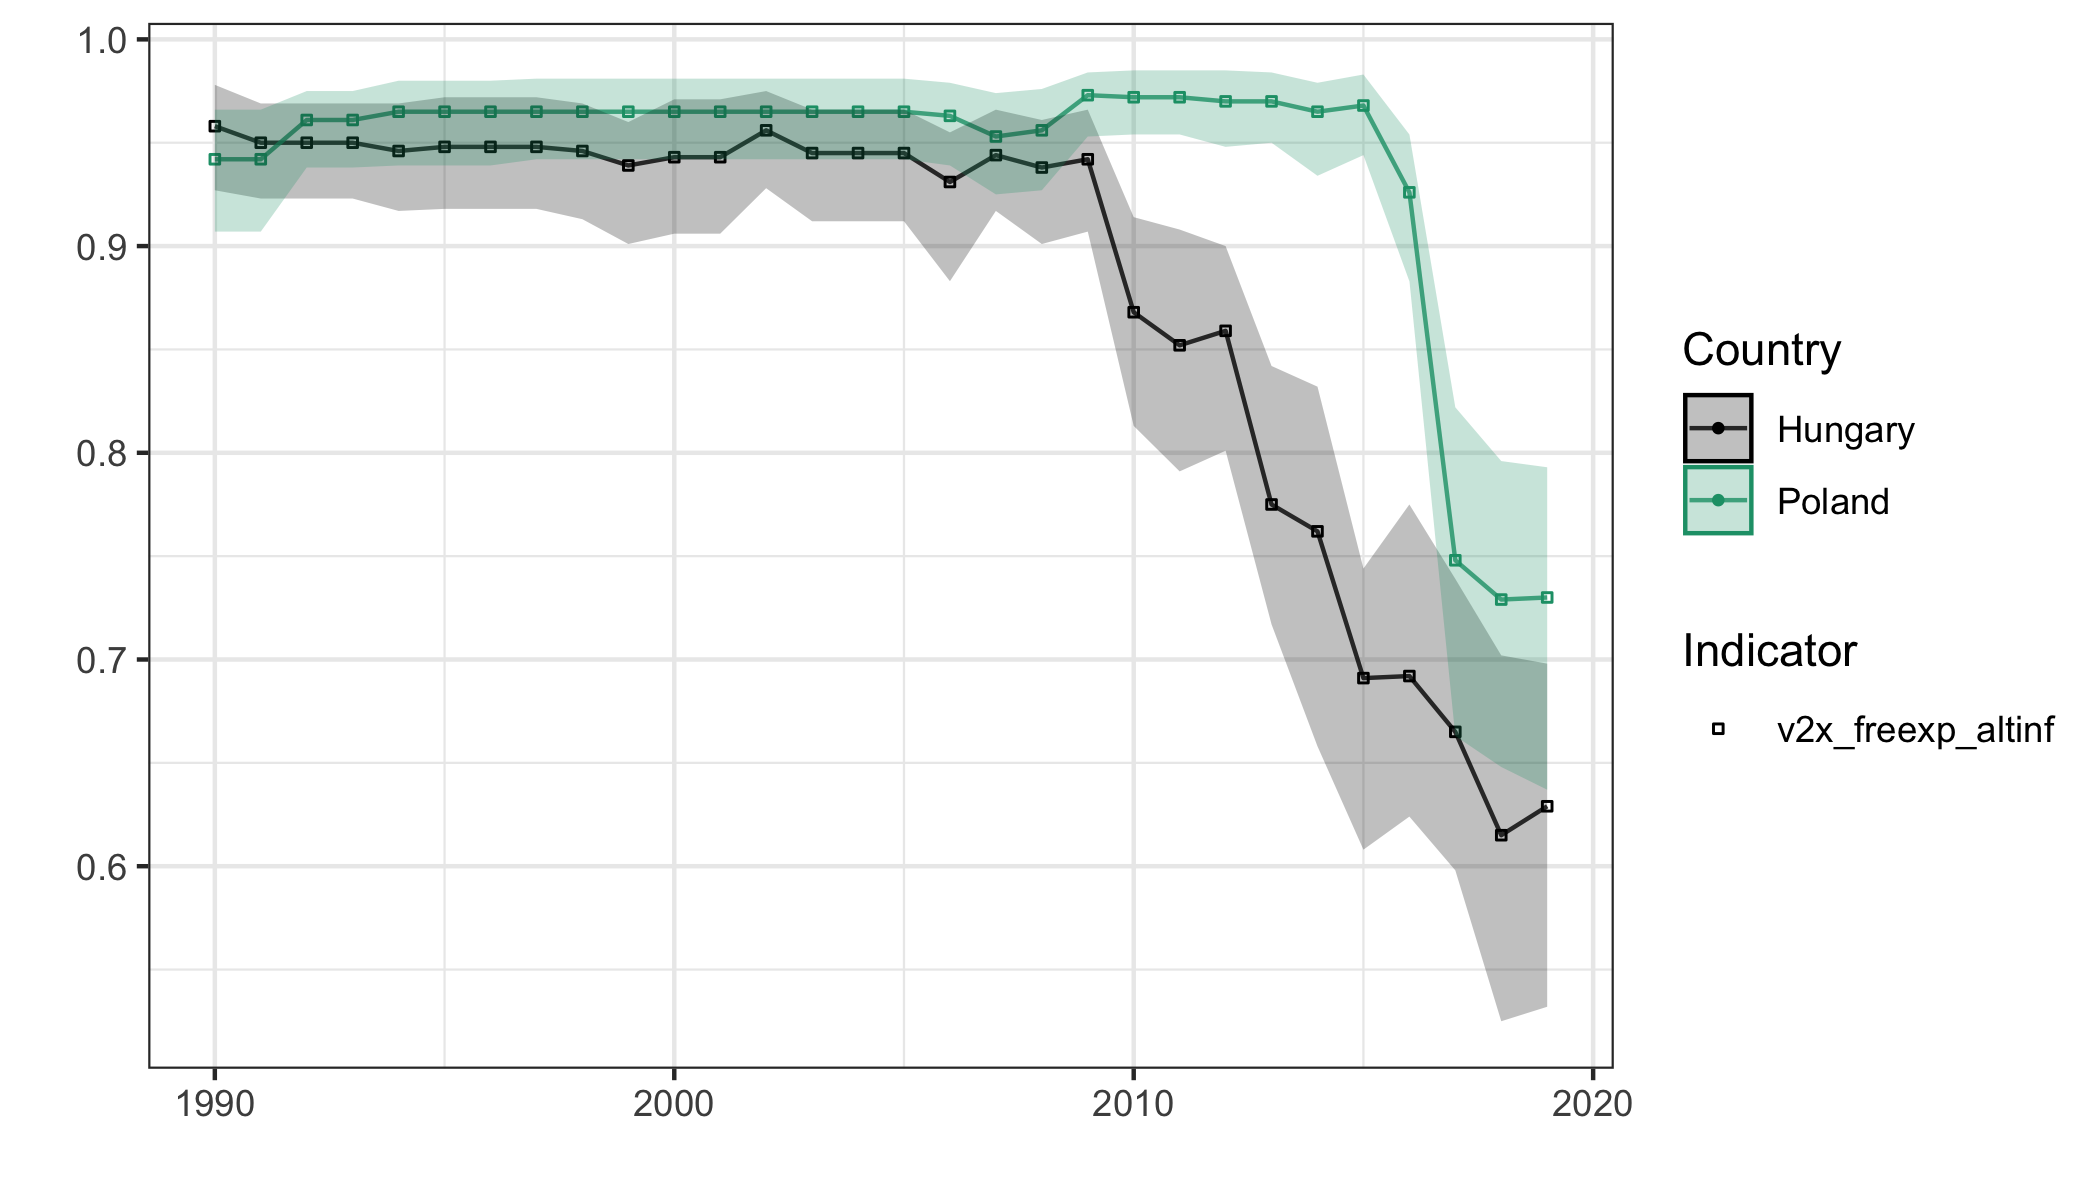 1.0
0.9
0.8
0.7
0.6
1990 2000 2010 2020
Country
Hungary
Poland
Indicator
v2x_freexp_altinf